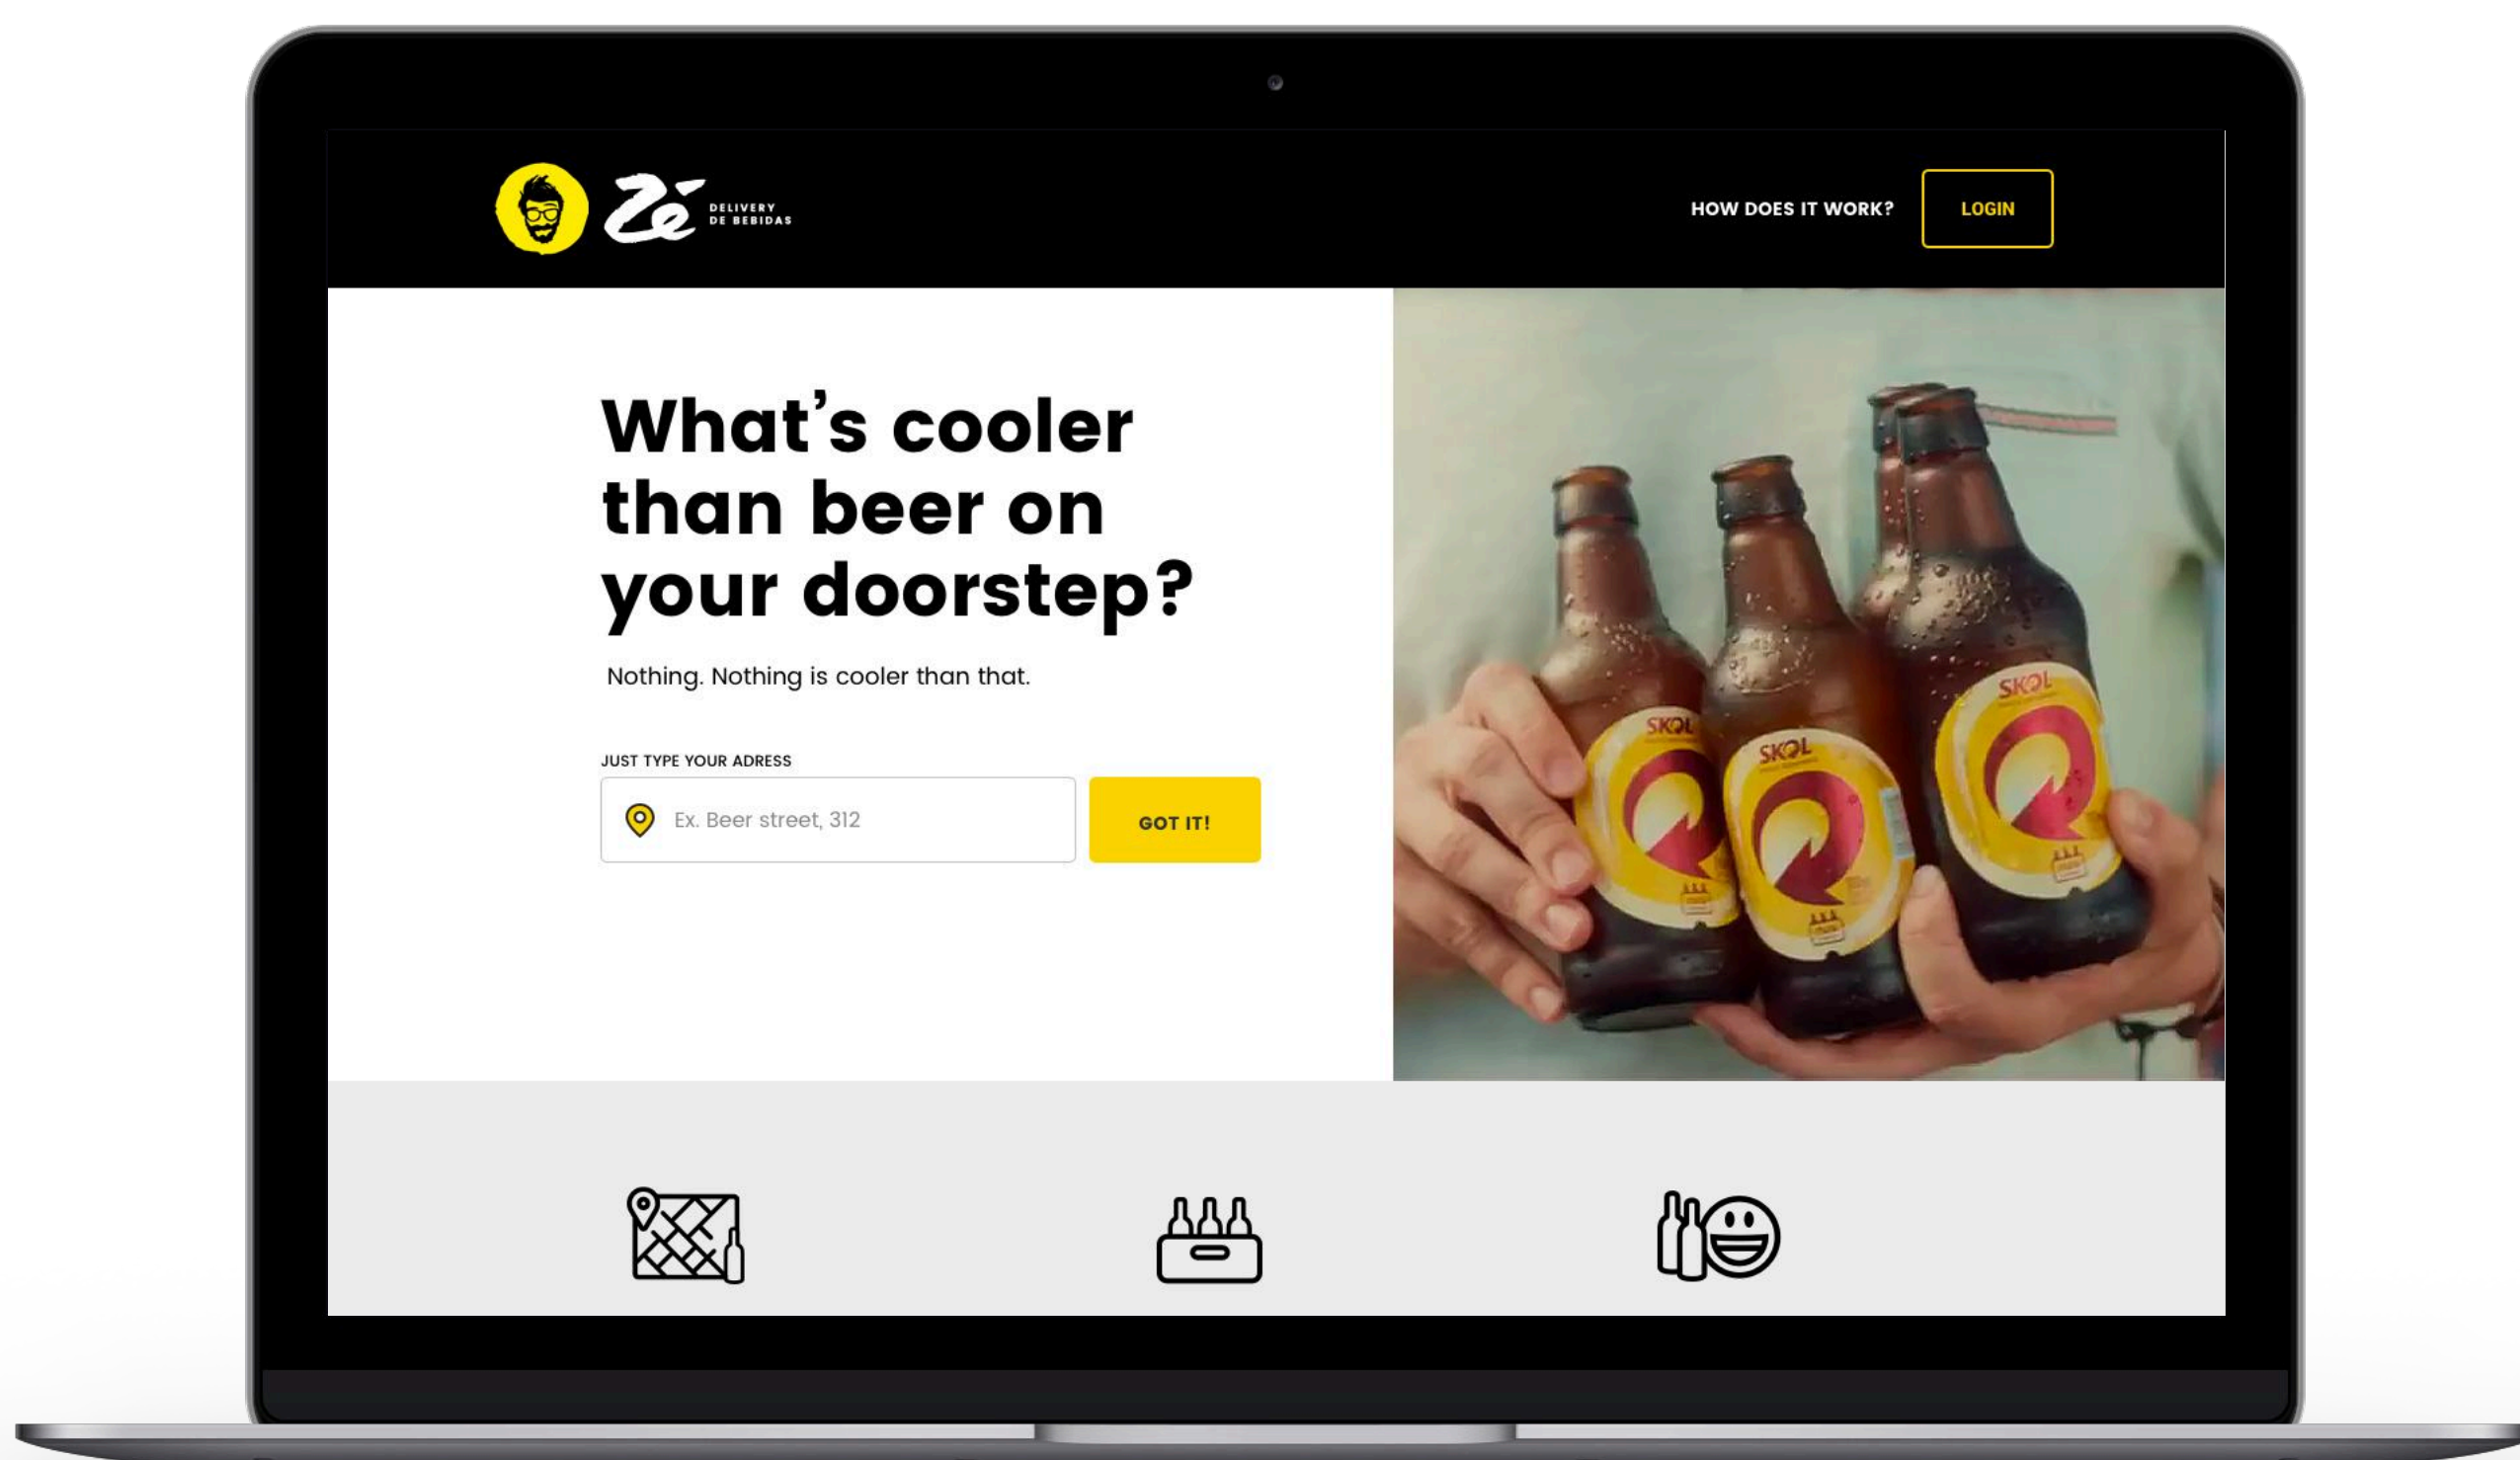 Zé
DELIVERY
DE BEBIDAS
HOW DOES IT WORK?
LOGIN
What’s cooler
than beer on
your doorstep?
Nothing. Nothing is cooler than that.
JUST TYPE YOUR ADRESS
Ex. Beer street, 312
GOT IT!
SKOL
SKOL
SKOL